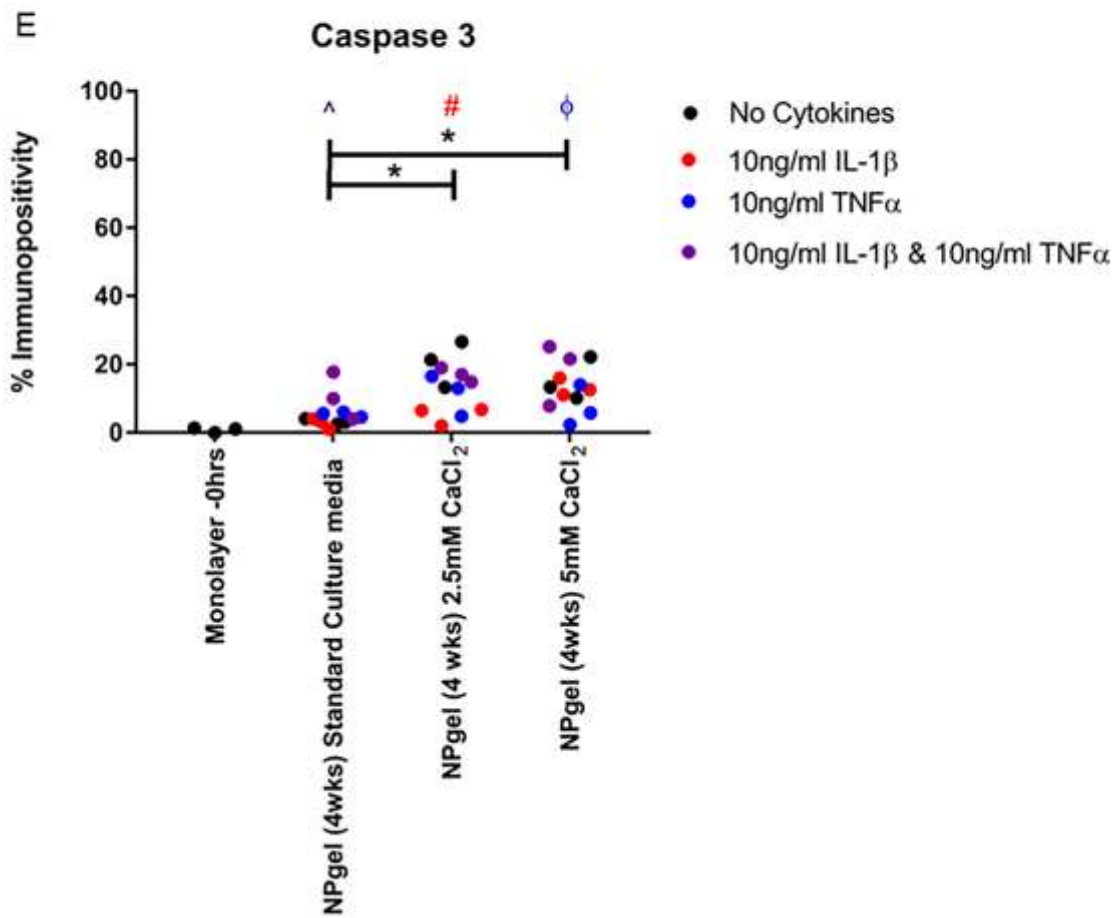 E
Caspase 3
% Immunopositivity
100
80
60
40
20
0
^
#
ϕ
*
*
No Cytokines
10ng/ml IL-1β
10ng/ml TNFα
10ng/ml IL-1β & 10ng/ml TNFα
Monolayer -0hrs
NPgel (4wks) Standard Culture media
NPgel (4 wks) 2.5mM CaCl₂
NPgel (4wks) 5mM CaCl₂